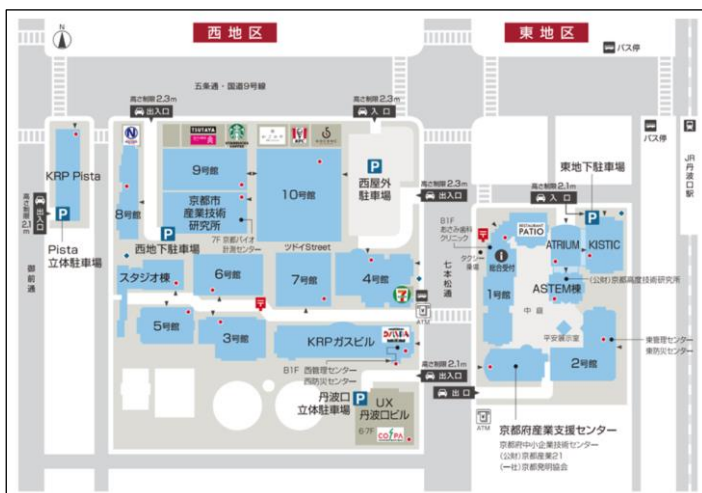 西地区
東地区
N
バス停
五条通・国道9号線
高さ制限2.3m
出入口
高さ制限2.3m
入口
TSUTAYA
KFC
KRP Pista
高さ制限2.1m
出入口
P
Pista
立体駐車場
御前通
8号館
9号館
京都市
産業技術
研究所
7F 京都バイオ
計測センター
10号館
ツドイStreet
P
西屋外
駐車場
高さ制限2.3m
出入口
P
西地下駐車場
スタジオ棟
6号館
7号館
4号館
七本松通
ATM
5号館
3号館
KRPガスビル
B1F 西管理センター
西防災センター
高さ制限2.1m
出入口
丹波口
立体駐車場
P
UX
丹波口ビル
6・7F
バス停
JR丹波口駅
東地下駐車場
高さ制限2.1m
入口
P
B1F
あさみ歯科
クリニック
タクシー
乗場
RESTAURANT
PATIO
総合受付
ATRIUM
KISTIC
(公財)京都高度技術研究所
ASTEM棟
1号館
中庭
平安展示室
東管理センター
東防災センター
2号館
出口
ATM
京都府産業支援センター
京都府中小企業技術センター
(公財)京都産業21
(一社)京都発明協会